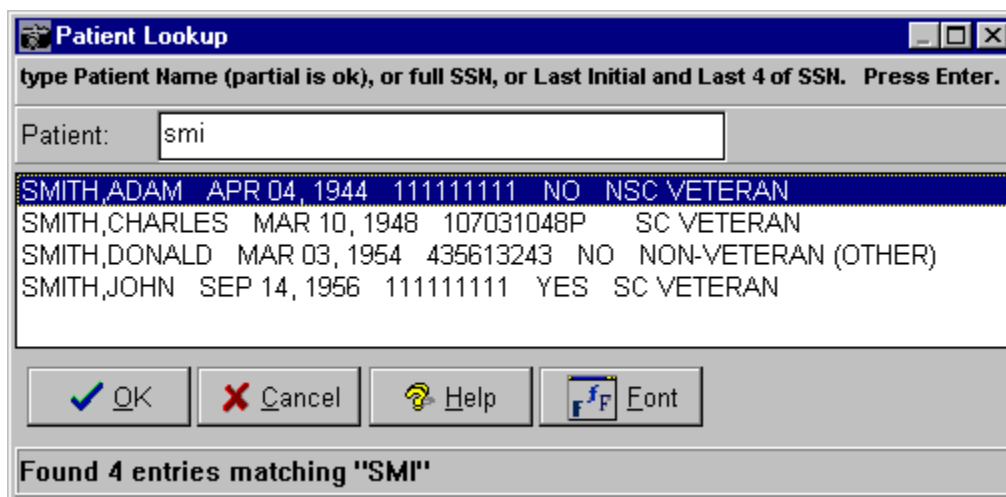 Patient Lookup
type Patient Name (partial is ok), or full SSN, or Last Initial and Last 4 of SSN. Press Enter.
Patient: smi
SMITH,ADAM APR 04, 1944 111111111 NO NSC VETERAN
SMITH,CHARLES MAR 10, 1948 107031048P SC VETERAN
SMITH,DONALD MAR 03, 1954 435613243 NO NON-VETERAN (OTHER)
SMITH,JOHN SEP 14, 1956 111111111 YES SC VETERAN
OK Cancel Help Font
Found 4 entries matching "SMI"